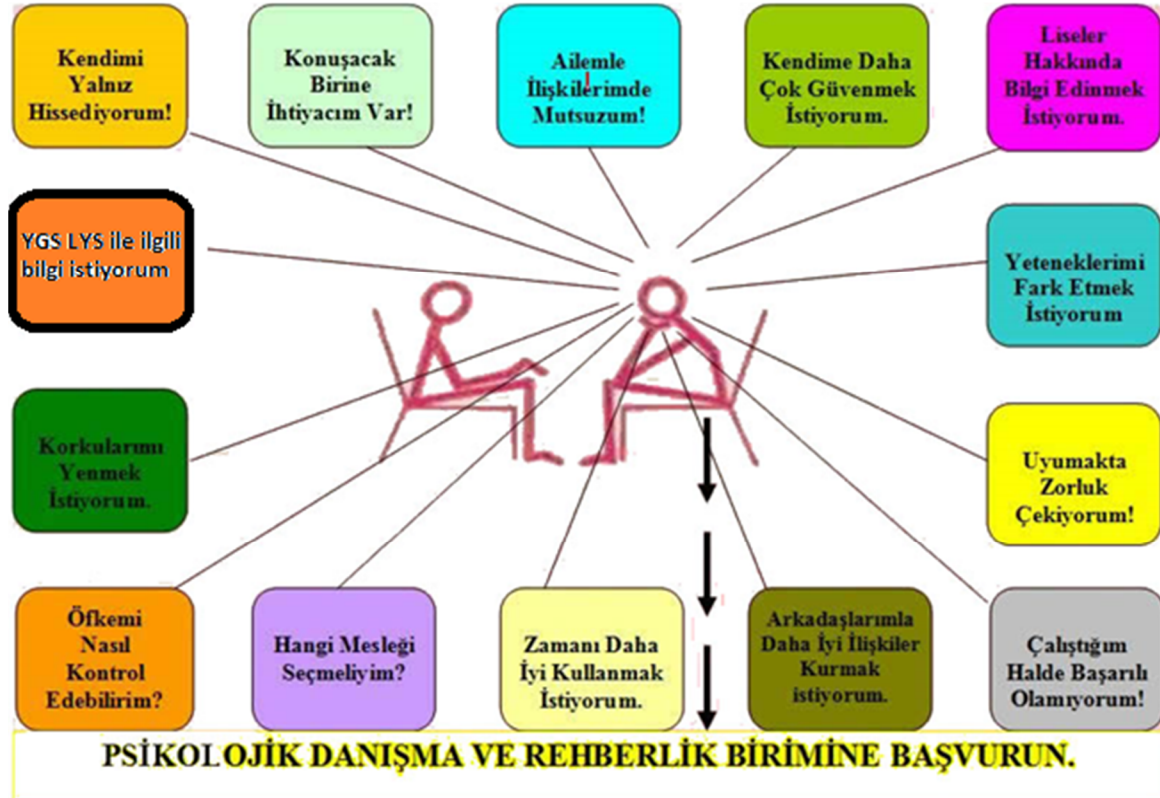 Kendimi
Yalnız
Hissediyorum!
Konuşacak
Birine
İhtiyacım Var!
Ailemle
İlişkilerimde
Mutsuzum!
Kendime Daha
Çok Güvenmek
İstiyorum.
Liseler
Hakkında
Bilgi Edinmek
İstiyorum.
YGS LYS ile ilgili
bilgi istiyorum
Yeteneklerimi
Fark Etmek
İstiyorum
Korkularımı
Yenmek
İstiyorum.
Uyumakta
Zorluk
Çekiyorum!
Öfkemi
Nasıl
Kontrol
Edebilirim?
Hangi Mesleği
Seçmeliyim?
Zamanı Daha
İyi Kullanmak
İstiyorum.
Arkadaşlarımla
Daha İyi İlişkiler
Kurmak
istiyorum.
Çalıştığım
Halde Başarılı
Olamıyorum!
PSİKOLOJİK DANIŞMA VE REHBERLİK BİRİMİNE BAŞVURUN.